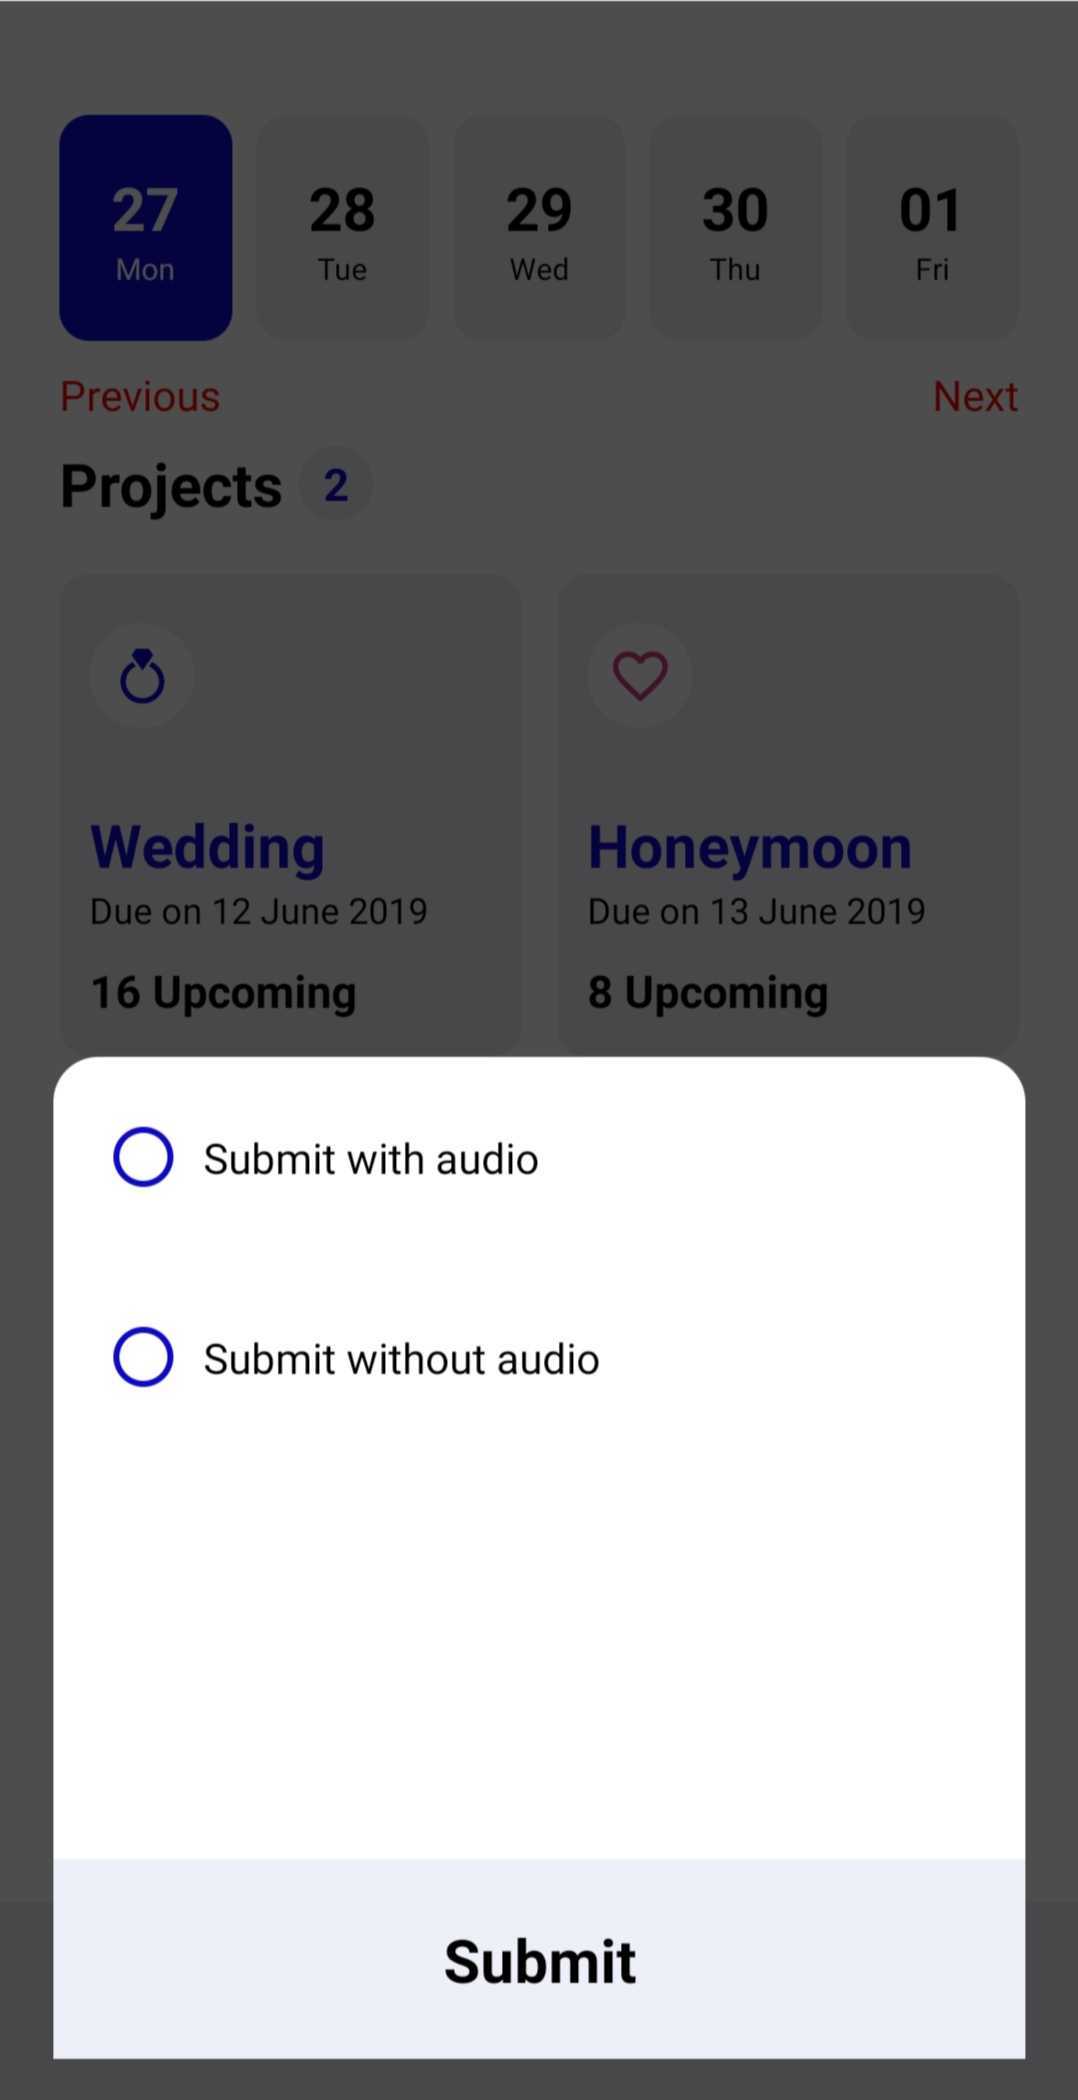 27 28 29 30 01
Mon Tue Wed Thu Fri
Previous Next
Projects 2
Wedding Honeymoon
Due on 12 June 2019 Due on 13 June 2019
16 Upcoming 8 Upcoming
Submit with audio
Submit without audio
Submit